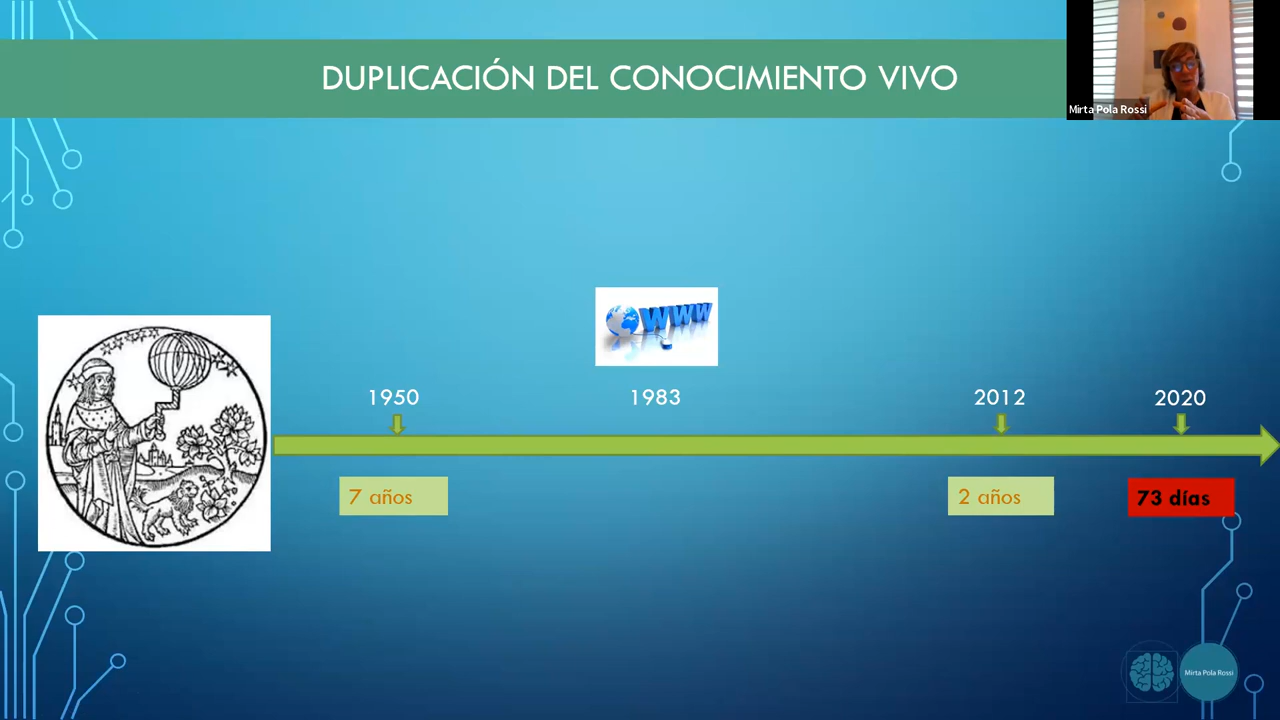 DUPLICACIÓN DEL CONOCIMIENTO VIVO
Mirta Pola Rossi
WWW
1950
1983
2012
2020
7 años
2 años
73 días
Mirta Pola Rossi